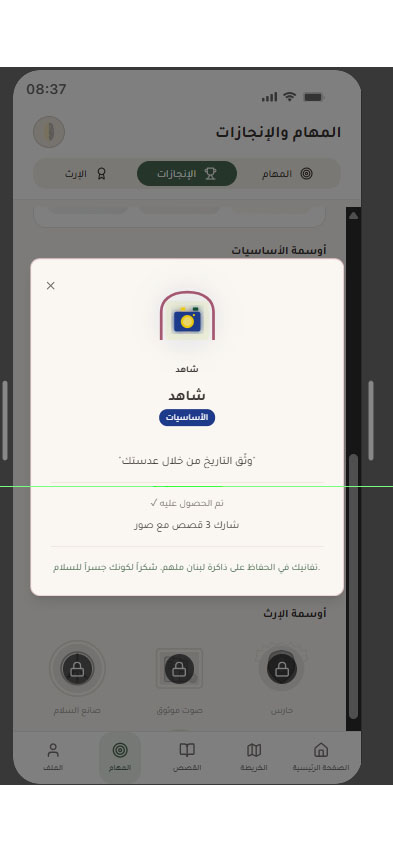 08:37
المهام والإنجازات
المهام
الإنجازات
الإرث
أوسمة الأساسيات
شاهد
شاهد
الأساسيات
"وثّق التاريخ من خلال عدستك"
تم الحصول عليه ✓
شارك 3 قصص مع صور
تفانيك في الحفاظ على ذاكرة لبنان ملهم. شكراً لكونك جسراً للسلام.
أوسمة الإرث
حارس
صوت موثوق
صانع السلام
الصفحة الرئيسية
الخريطة
القصص
المهام
الملف